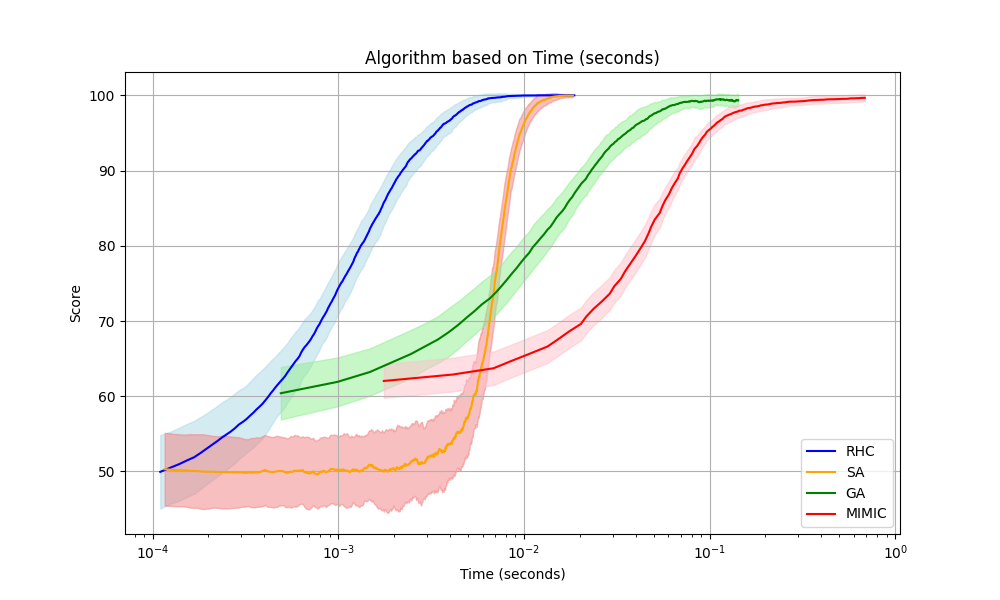 Algorithm based on Time (seconds)
Score
100
90
80
70
60
50
10⁻⁴
10⁻³
10⁻²
10⁻¹
10⁰
Time (seconds)
RHC
SA
GA
MIMIC